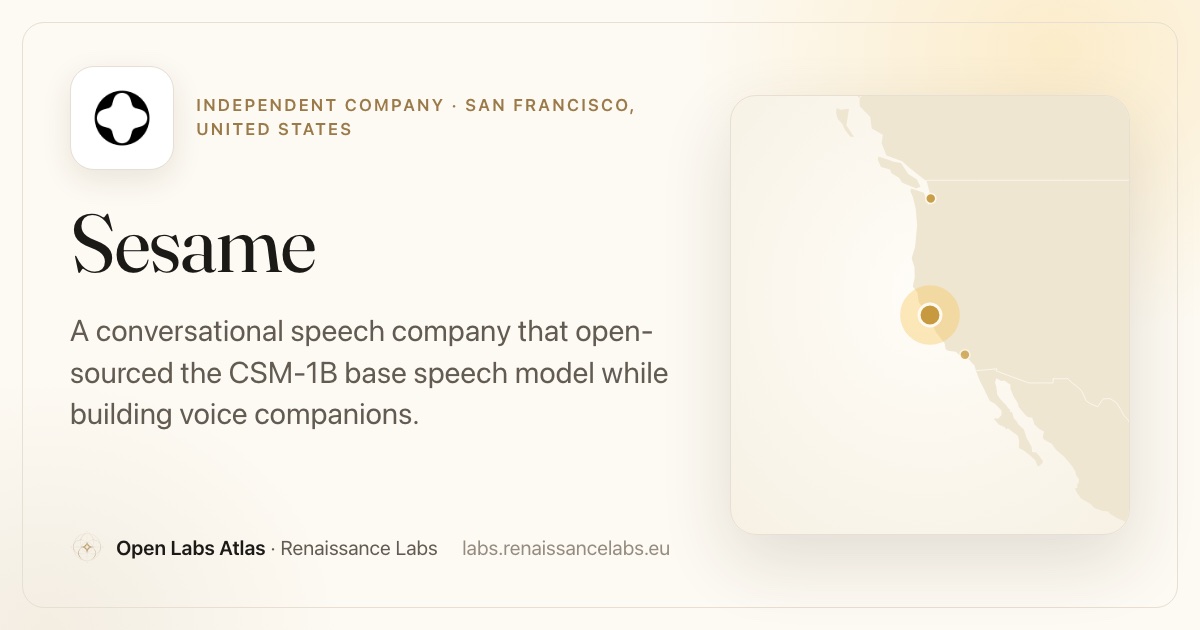 INDEPENDENT COMPANY · SAN FRANCISCO,
UNITED STATES
Sesame
A conversational speech company that open-
sourced the CSM-1B base speech model while
building voice companions.
Open Labs Atlas · Renaissance Labs labs.renaissancelabs.eu